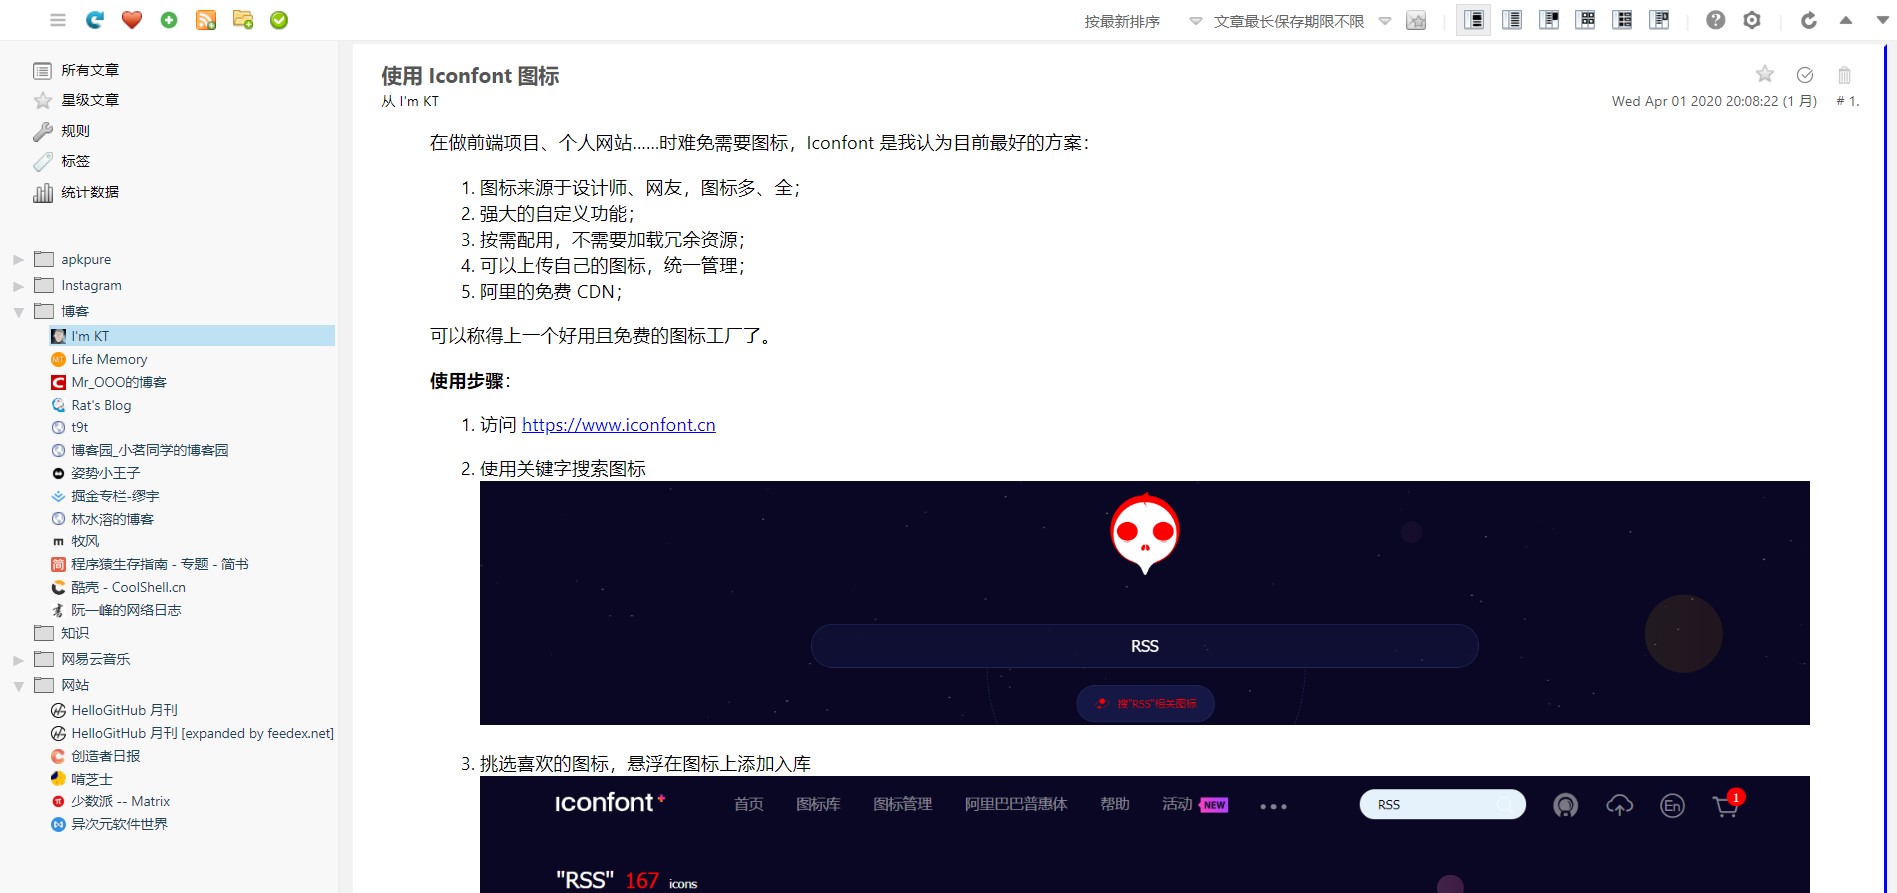 按最新排序
文章最长保存期限不限
所有文章
星级文章
规则
标签
统计数据
apkpure
Instagram
博客
I'm KT
Life Memory
Mr_OOO的博客
Rat's Blog
t9t
博客园_小茗同学的博客园
姿势小王子
掘金专栏-缪宇
林水溶的博客
牧风
程序猿生存指南 - 专题 - 简书
酷壳 - CoolShell.cn
阮一峰的网络日志
知识
网易云音乐
网站
HelloGitHub 月刊
HelloGitHub 月刊 [expanded by feedex.net]
创造者日报
啃芝士
少数派 -- Matrix
异次元软件世界
使用 Iconfont 图标
从 I'm KT
Wed Apr 01 2020 20:08:22 (1 月) # 1.
在做前端项目、个人网站……时难免需要图标，Iconfont 是我认为目前最好的方案：
1. 图标来源于设计师、网友，图标多、全；
2. 强大的自定义功能；
3. 按需配用，不需要加载冗余资源；
4. 可以上传自己的图标，统一管理；
5. 阿里的免费 CDN；
可以称得上一个好用且免费的图标工厂了。
使用步骤：
1. 访问 https://www.iconfont.cn
2. 使用关键字搜索图标
RSS
搜"RSS"相关图标
3. 挑选喜欢的图标，悬浮在图标上添加入库
iconfont+ 首页 图标库 图标管理 阿里巴巴普惠体 帮助 活动 NEW RSS En 1
"RSS" 167 icons